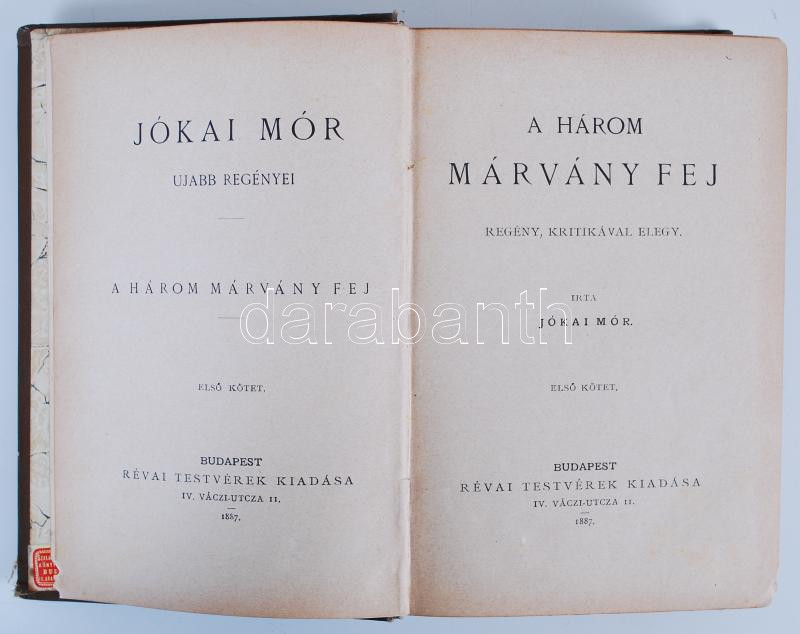 JÓKAI MÓR
UJABB REGÉNYEI
A HÁROM MÁRVÁNY FEJ
ELSŐ KÖTET.
BUDAPEST
RÉVAI TESTVÉREK KIADÁSA
IV. VÁCZI-UTCZA 11.
1887.
A HÁROM
MÁRVÁNY FEJ
REGÉNY, KRITIKÁVAL ELEGY.
IRTA
JÓKAI MÓR.
ELSŐ KÖTET.
BUDAPEST
RÉVAI TESTVÉREK KIADÁSA
IV. VÁCZI-UTCZA 11.
1887.
darabanth